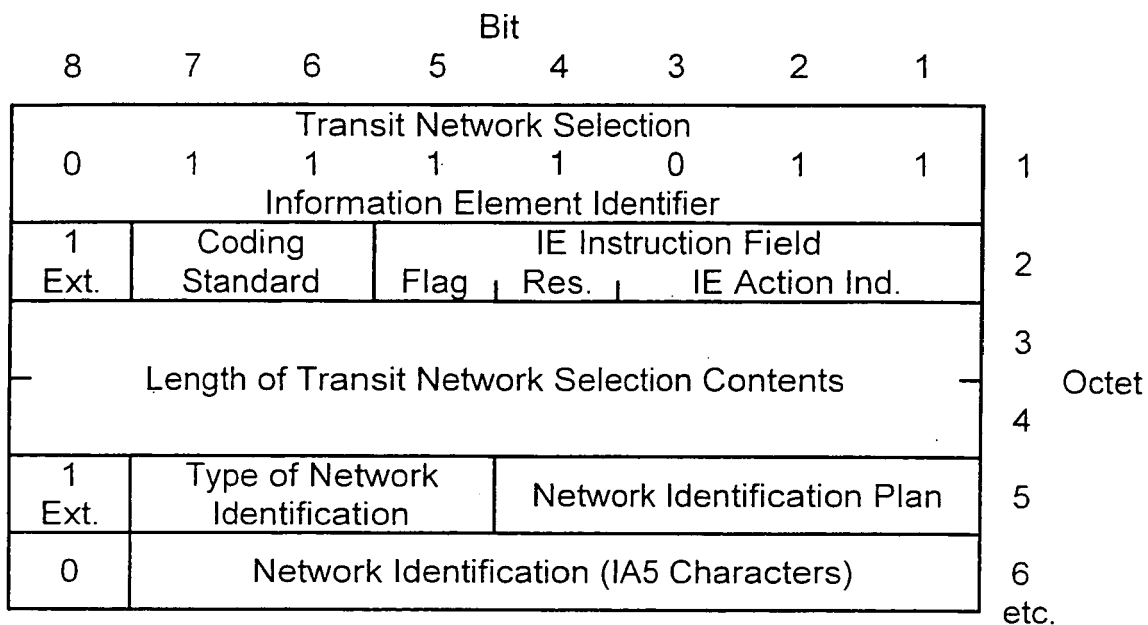 Bit
8 7 6 5 4 3 2 1
Transit Network Selection
0 1 1 1 1 0 1 1 1
Information Element Identifier
1 Coding IE Instruction Field
Ext. Standard Flag Res. IE Action Ind. 2
3
Length of Transit Network Selection Contents Octet
4
1 Type of Network
Ext. Identification Network Identification Plan 5
0 Network Identification (IA5 Characters) 6
etc.